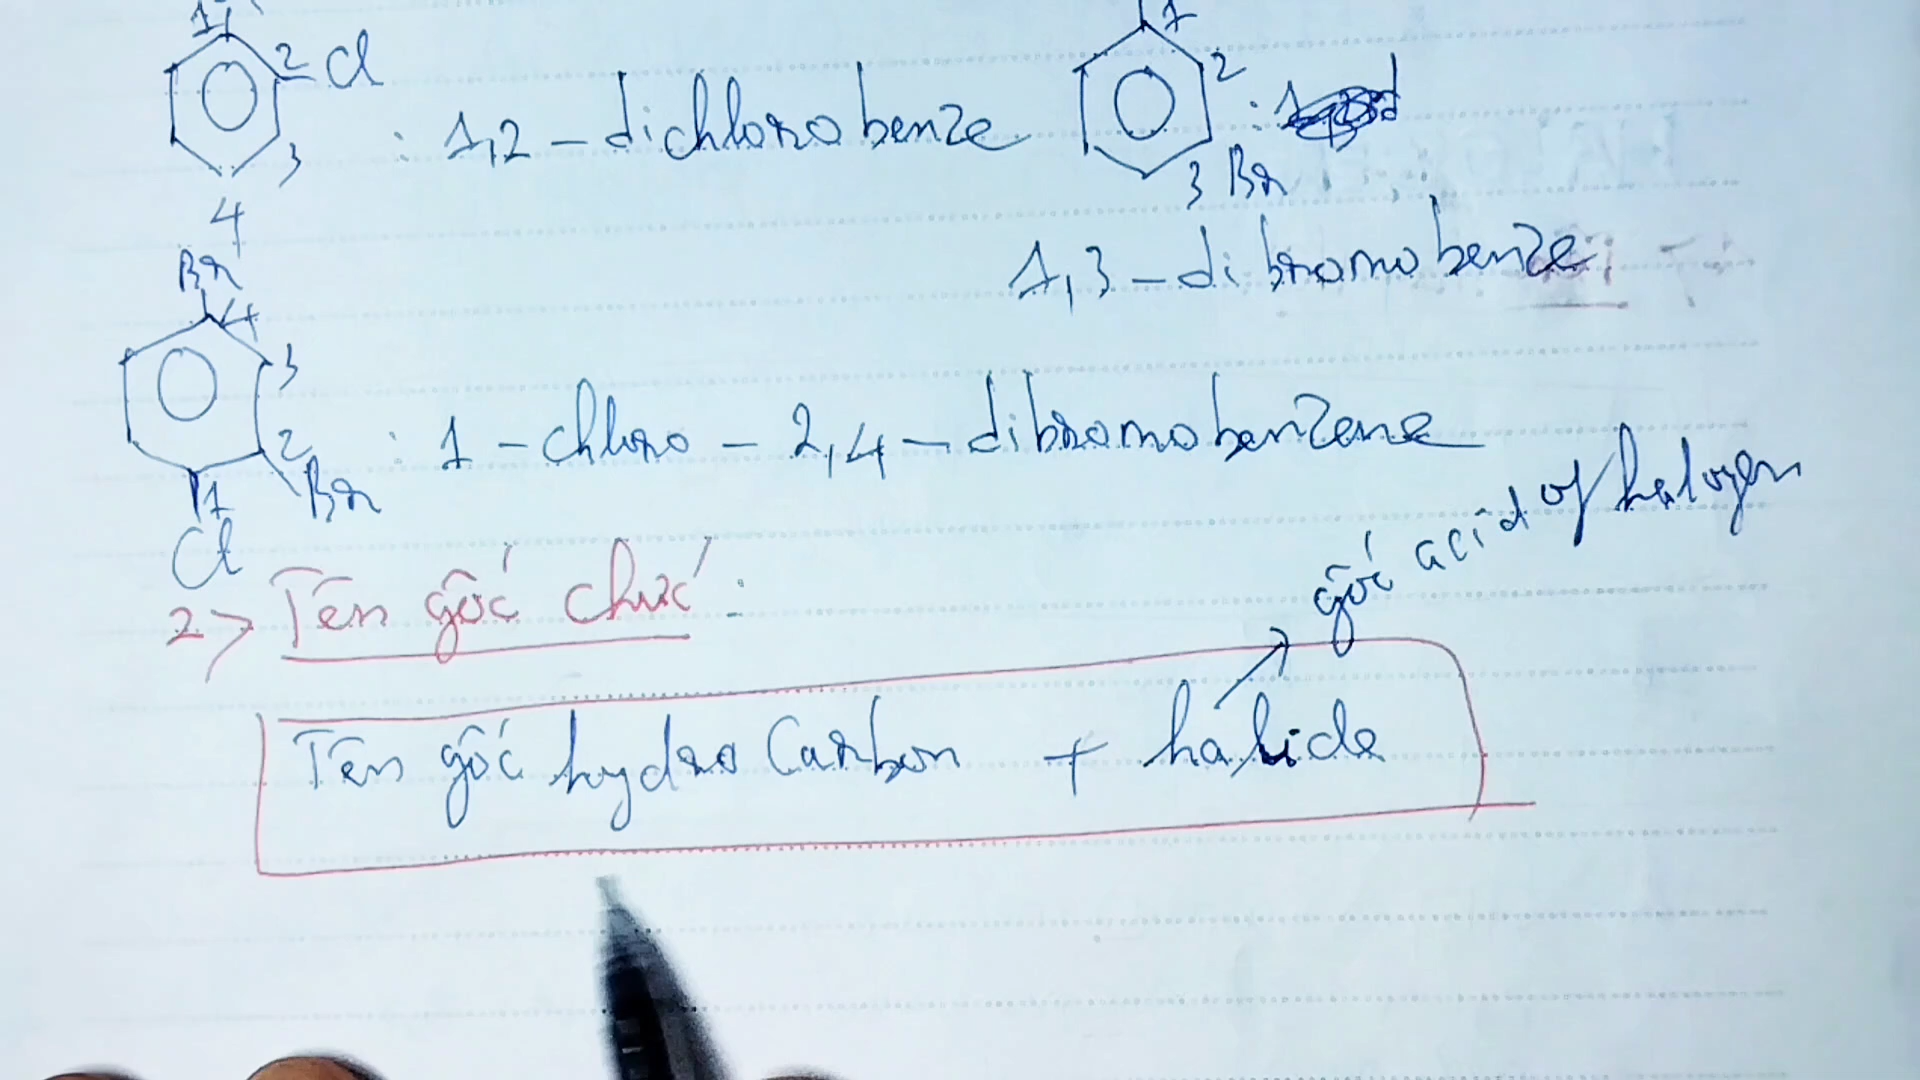 1
2 Cl
: 1,2 - dichloro benze
3
4
1
2
3 Br
:
1,3 - dibromo benze
Br
4
3
2
Br
1
Cl
: 1 - chloro - 2,4 - dibromobenzene
gốc acid of halogen
2> Tên gốc chức :
Tên gốc hydro Carbon + halide